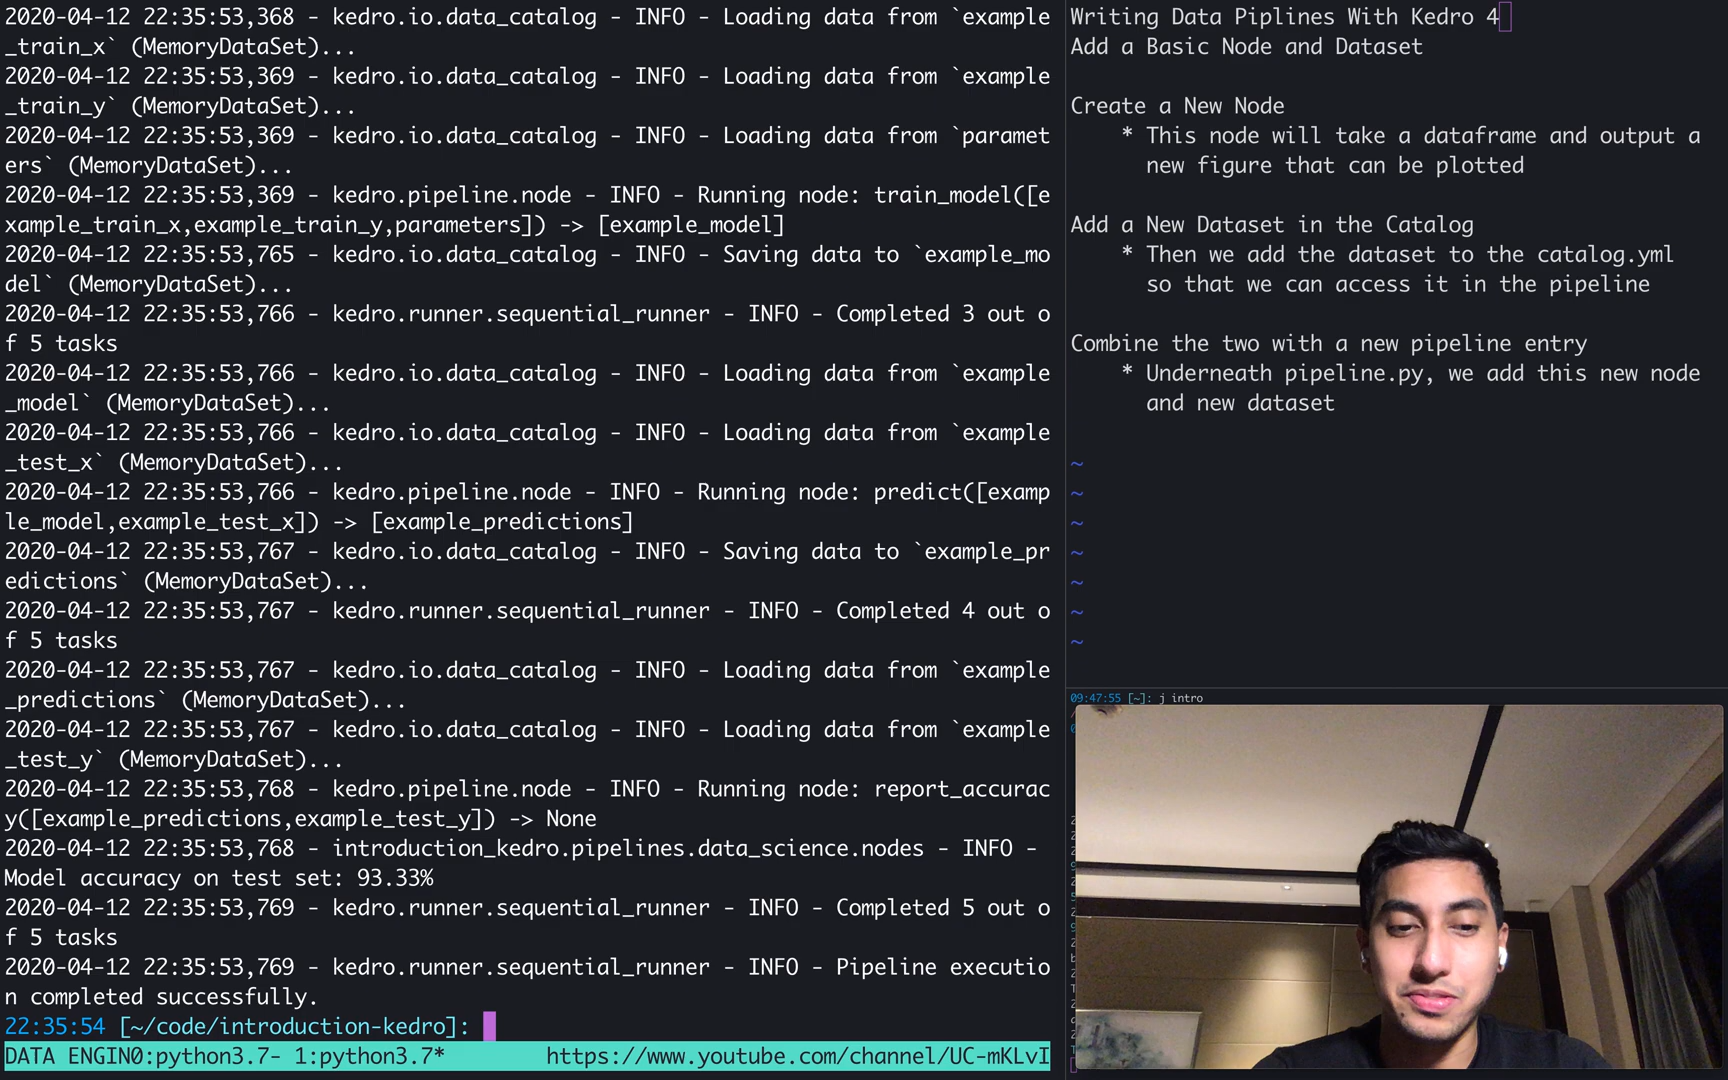 2020-04-12 22:35:53,368 - kedro.io.data_catalog - INFO - Loading data from `example
_train_x` (MemoryDataSet)...
2020-04-12 22:35:53,369 - kedro.io.data_catalog - INFO - Loading data from `example
_train_y` (MemoryDataSet)...
2020-04-12 22:35:53,369 - kedro.io.data_catalog - INFO - Loading data from `paramet
ers` (MemoryDataSet)...
2020-04-12 22:35:53,369 - kedro.pipeline.node - INFO - Running node: train_model([e
xample_train_x,example_train_y,parameters]) -> [example_model]
2020-04-12 22:35:53,765 - kedro.io.data_catalog - INFO - Saving data to `example_mo
del` (MemoryDataSet)...
2020-04-12 22:35:53,766 - kedro.runner.sequential_runner - INFO - Completed 3 out o
f 5 tasks
2020-04-12 22:35:53,766 - kedro.io.data_catalog - INFO - Loading data from `example
_model` (MemoryDataSet)...
2020-04-12 22:35:53,766 - kedro.io.data_catalog - INFO - Loading data from `example
_test_x` (MemoryDataSet)...
2020-04-12 22:35:53,766 - kedro.pipeline.node - INFO - Running node: predict([examp
le_model,example_test_x]) -> [example_predictions]
2020-04-12 22:35:53,767 - kedro.io.data_catalog - INFO - Saving data to `example_pr
edictions` (MemoryDataSet)...
2020-04-12 22:35:53,767 - kedro.runner.sequential_runner - INFO - Completed 4 out o
f 5 tasks
2020-04-12 22:35:53,767 - kedro.io.data_catalog - INFO - Loading data from `example
_predictions` (MemoryDataSet)...
2020-04-12 22:35:53,767 - kedro.io.data_catalog - INFO - Loading data from `example
_test_y` (MemoryDataSet)...
2020-04-12 22:35:53,768 - kedro.pipeline.node - INFO - Running node: report_accurac
y([example_predictions,example_test_y]) -> None
2020-04-12 22:35:53,768 - introduction_kedro.pipelines.data_science.nodes - INFO -
Model accuracy on test set: 93.33%
2020-04-12 22:35:53,769 - kedro.runner.sequential_runner - INFO - Completed 5 out o
f 5 tasks
2020-04-12 22:35:53,769 - kedro.runner.sequential_runner - INFO - Pipeline executio
n completed successfully.
22:35:54 [~/code/introduction-kedro]:
DATA ENGIN0:python3.7- 1:python3.7* https://www.youtube.com/channel/UC-mKLvI
Writing Data Piplines With Kedro 4
Add a Basic Node and Dataset
Create a New Node
* This node will take a dataframe and output a
new figure that can be plotted
Add a New Dataset in the Catalog
* Then we add the dataset to the catalog.yml
so that we can access it in the pipeline
Combine the two with a new pipeline entry
* Underneath pipeline.py, we add this new node
and new dataset
~
~
~
~
~
~
~
09:47:55 [~]: j intro